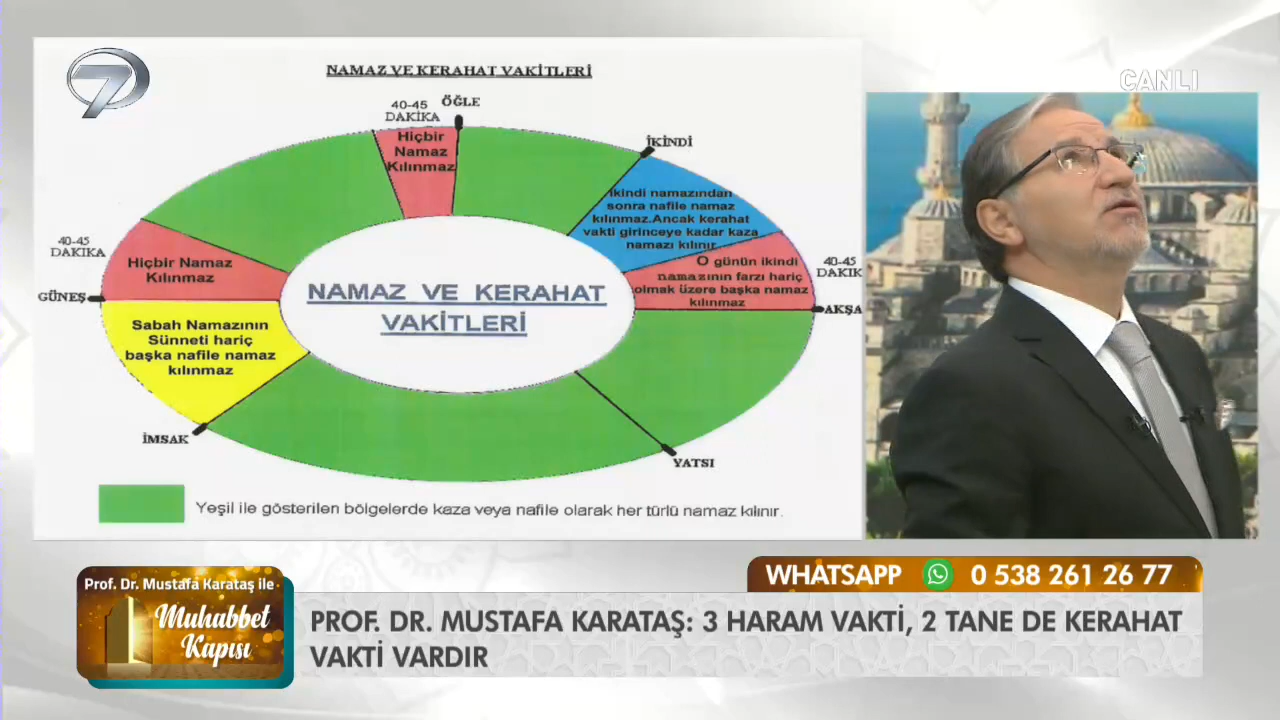 7
CANLI
NAMAZ VE KERAHAT VAKİTLERİ
40-45
DAKİKA
ÖĞLE
Hiçbir
Namaz
Kılınmaz
İKİNDİ
İkindi namazından
sonra nafile namaz
kılınmaz.Ancak kerahat
vakti girinceye kadar kaza
namazı kılınır.
40-45
DAKİKA
Hiçbir Namaz
Kılınmaz
O günün ikindi
namazının farzı hariç
olmak üzere başka namaz
kılınmaz
40-45
DAKIK
GÜNEŞ
NAMAZ VE KERAHAT
VAKİTLERİ
AKŞA
Sabah Namazının
Sünneti hariç
başka nafile namaz
kılınmaz
İMSAK
YATSI
Yeşil ile gösterilen bölgelerde kaza veya nafile olarak her türlü namaz kılınır.
WHATSAPP 0 538 261 26 77
Prof. Dr. Mustafa Karataş ile
Muhabbet
Kapısı
PROF. DR. MUSTAFA KARATAŞ: 3 HARAM VAKTİ, 2 TANE DE KERAHAT
VAKTİ VARDIR